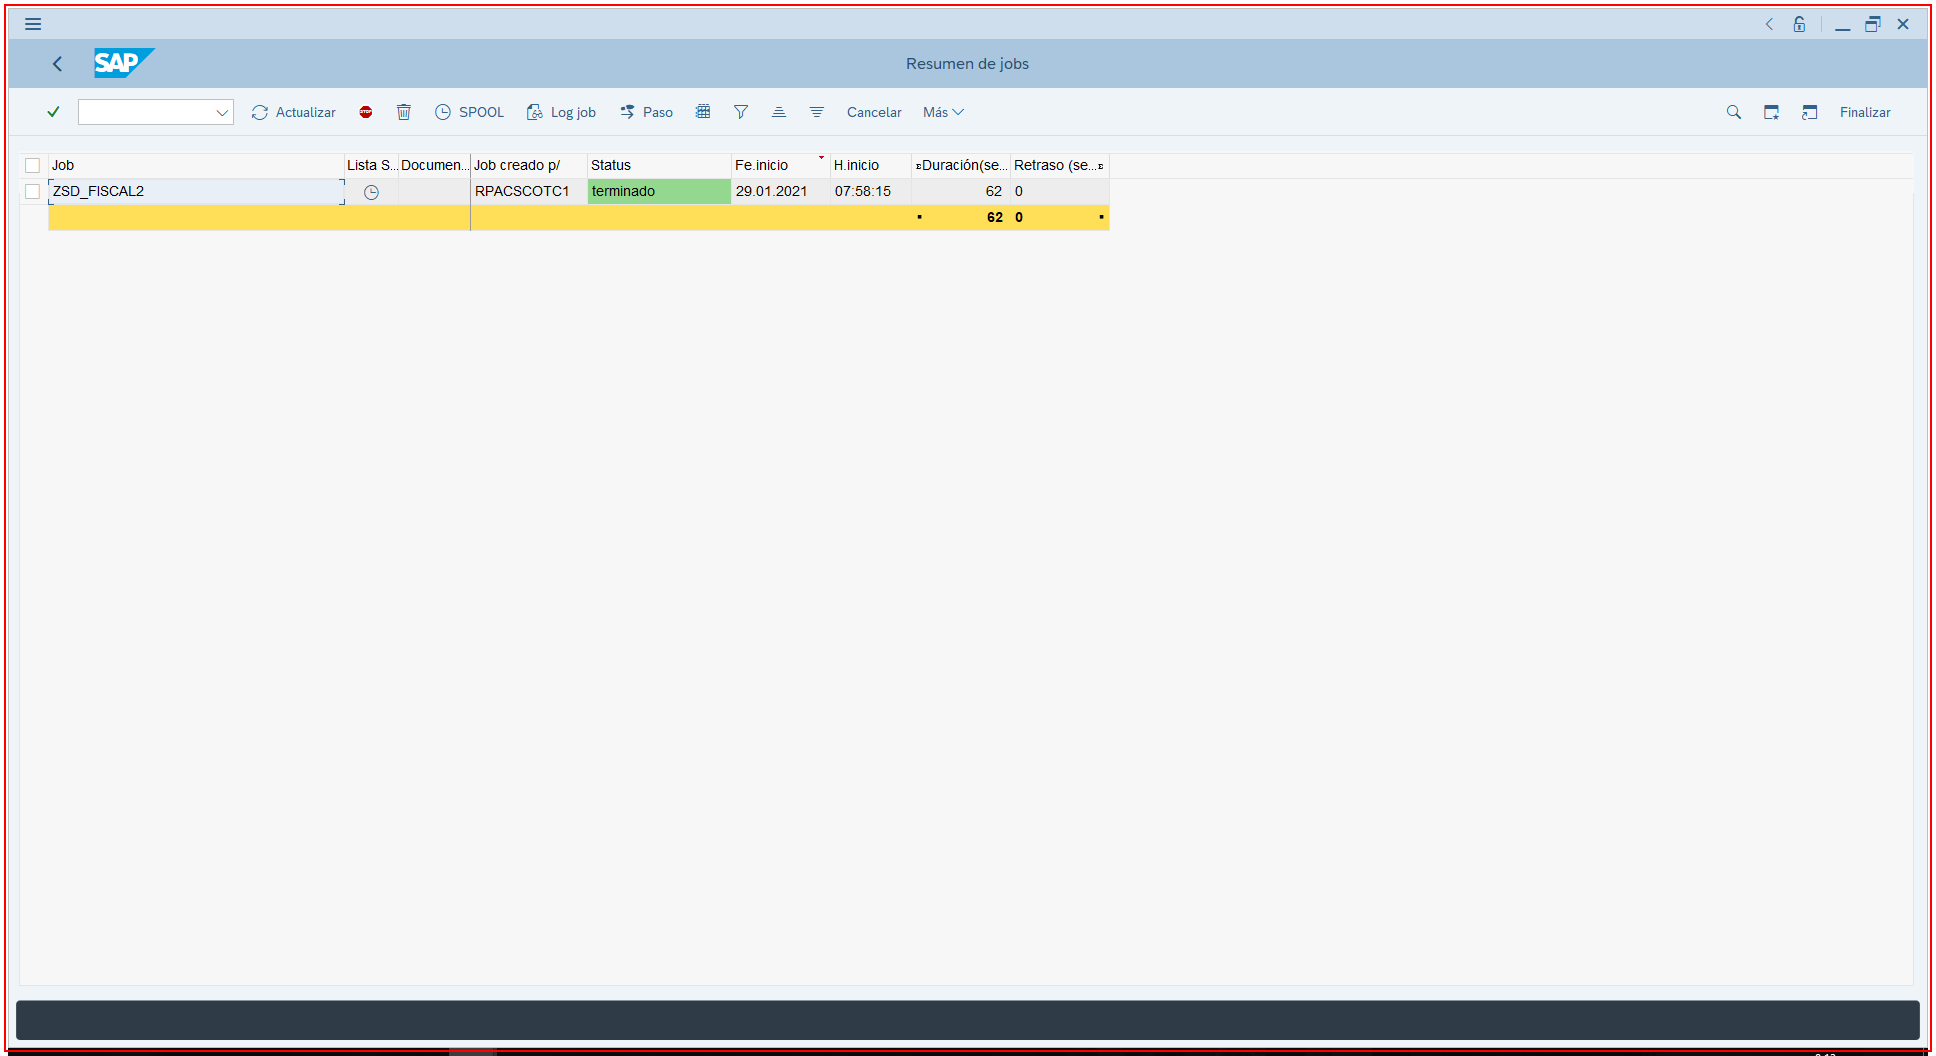 SAP
Resumen de jobs
Actualizar STOP SPOOL Log job Paso Cancelar Más Finalizar
Job Lista S... Documen... Job creado p/ Status Fe.inicio H.inicio Duración(se... Retraso (se...
ZSD_FISCAL2 RPACSCOTC1 terminado 29.01.2021 07:58:15 62 0
62 0